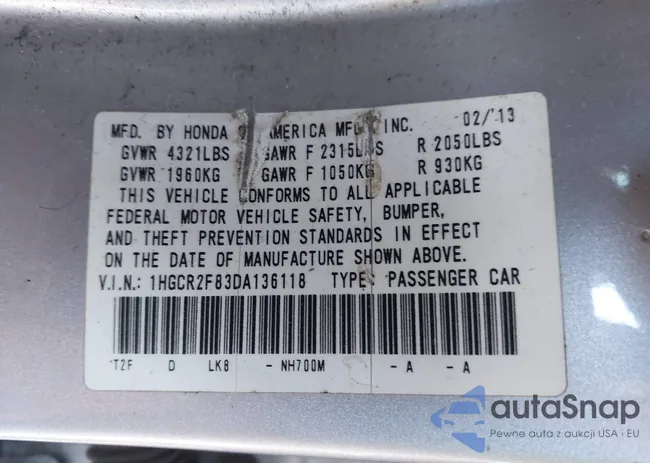 MFD. BY HONDA OF AMERICA MFG., INC. 02/13
GVWR 4321LBS GAWR F 2315LBS R 2050LBS
GVWR 1960KG GAWR F 1050KG R 930KG
THIS VEHICLE CONFORMS TO ALL APPLICABLE
FEDERAL MOTOR VEHICLE SAFETY, BUMPER,
AND THEFT PREVENTION STANDARDS IN EFFECT
ON THE DATE OF MANUFACTURE SHOWN ABOVE.
V.I.N.: 1HGCR2F83DA136118 TYPE: PASSENGER CAR
T2F D LK8 - NH700M - A - A
autaSnap
Pewne auta z aukcji USA i EU